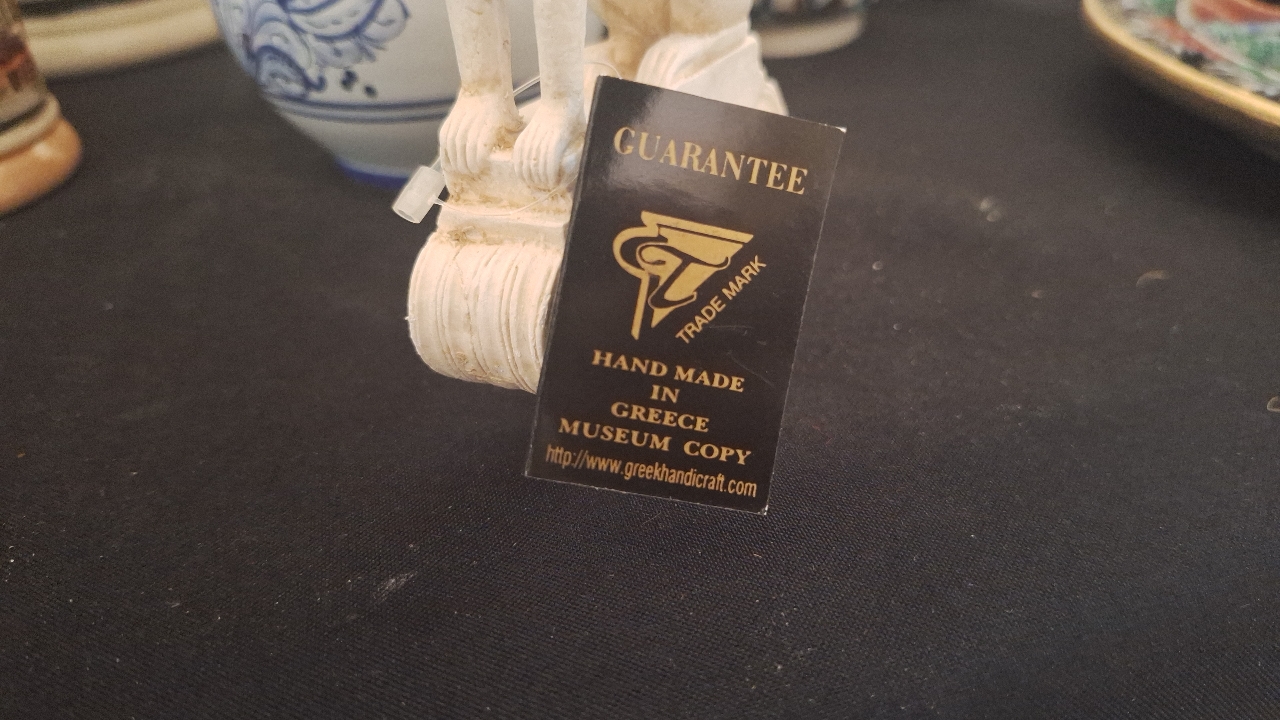 GUARANTEE
TRADE MARK
HAND MADE
IN
GREECE
MUSEUM COPY
http://www.greekhandicraft.com